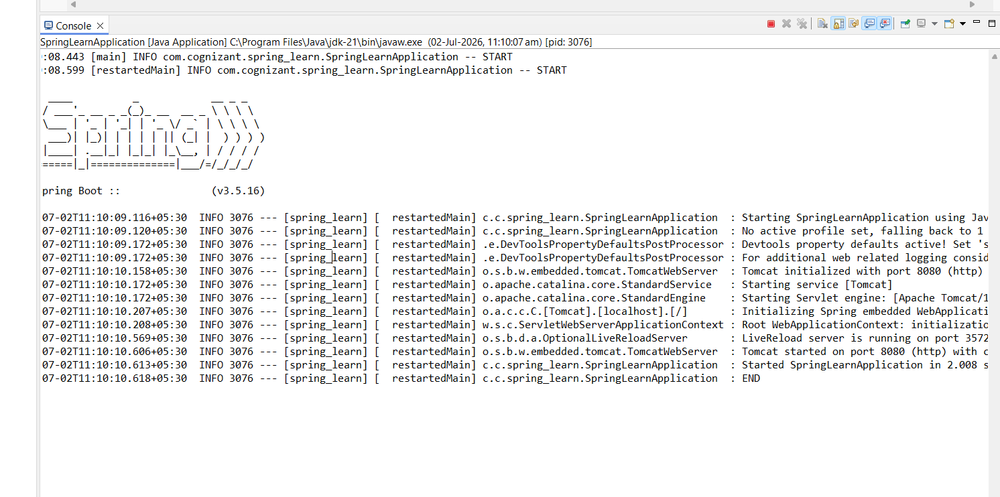 Console
SpringLearnApplication [Java Application] C:\Program Files\Java\jdk-21\bin\javaw.exe (02-Jul-2026, 11:10:07 am) [pid: 3076]
:08.443 [main] INFO com.cognizant.spring_learn.SpringLearnApplication -- START
:08.599 [restartedMain] INFO com.cognizant.spring_learn.SpringLearnApplication -- START
Spring
pring Boot ::                (v3.5.16)
07-02T11:10:09.116+05:30  INFO 3076 --- [spring_learn] [  restartedMain] c.c.spring_learn.SpringLearnApplication  : Starting SpringLearnApplication using Jav
07-02T11:10:09.120+05:30  INFO 3076 --- [spring_learn] [  restartedMain] c.c.spring_learn.SpringLearnApplication  : No active profile set, falling back to 1
07-02T11:10:09.172+05:30  INFO 3076 --- [spring_learn] [  restartedMain] .e.DevToolsPropertyDefaultsPostProcessor : Devtools property defaults active! Set 's
07-02T11:10:09.172+05:30  INFO 3076 --- [spring_learn] [  restartedMain] .e.DevToolsPropertyDefaultsPostProcessor : For additional web related logging consid
07-02T11:10:10.158+05:30  INFO 3076 --- [spring_learn] [  restartedMain] o.s.b.w.embedded.tomcat.TomcatWebServer  : Tomcat initialized with port 8080 (http)
07-02T11:10:10.172+05:30  INFO 3076 --- [spring_learn] [  restartedMain] o.apache.catalina.core.StandardService   : Starting service [Tomcat]
07-02T11:10:10.172+05:30  INFO 3076 --- [spring_learn] [  restartedMain] o.apache.catalina.core.StandardEngine    : Starting Servlet engine: [Apache Tomcat/1
07-02T11:10:10.207+05:30  INFO 3076 --- [spring_learn] [  restartedMain] o.a.c.c.C.[Tomcat].[localhost].[/]       : Initializing Spring embedded WebApplicati
07-02T11:10:10.208+05:30  INFO 3076 --- [spring_learn] [  restartedMain] w.s.c.ServletWebServerApplicationContext : Root WebApplicationContext: initializatio
07-02T11:10:10.569+05:30  INFO 3076 --- [spring_learn] [  restartedMain] o.s.b.d.a.OptionalLiveReloadServer       : LiveReload server is running on port 3572
07-02T11:10:10.606+05:30  INFO 3076 --- [spring_learn] [  restartedMain] o.s.b.w.embedded.tomcat.TomcatWebServer  : Tomcat started on port 8080 (http) with c
07-02T11:10:10.613+05:30  INFO 3076 --- [spring_learn] [  restartedMain] c.c.spring_learn.SpringLearnApplication  : Started SpringLearnApplication in 2.008 s
07-02T11:10:10.618+05:30  INFO 3076 --- [spring_learn] [  restartedMain] c.c.spring_learn.SpringLearnApplication  : END